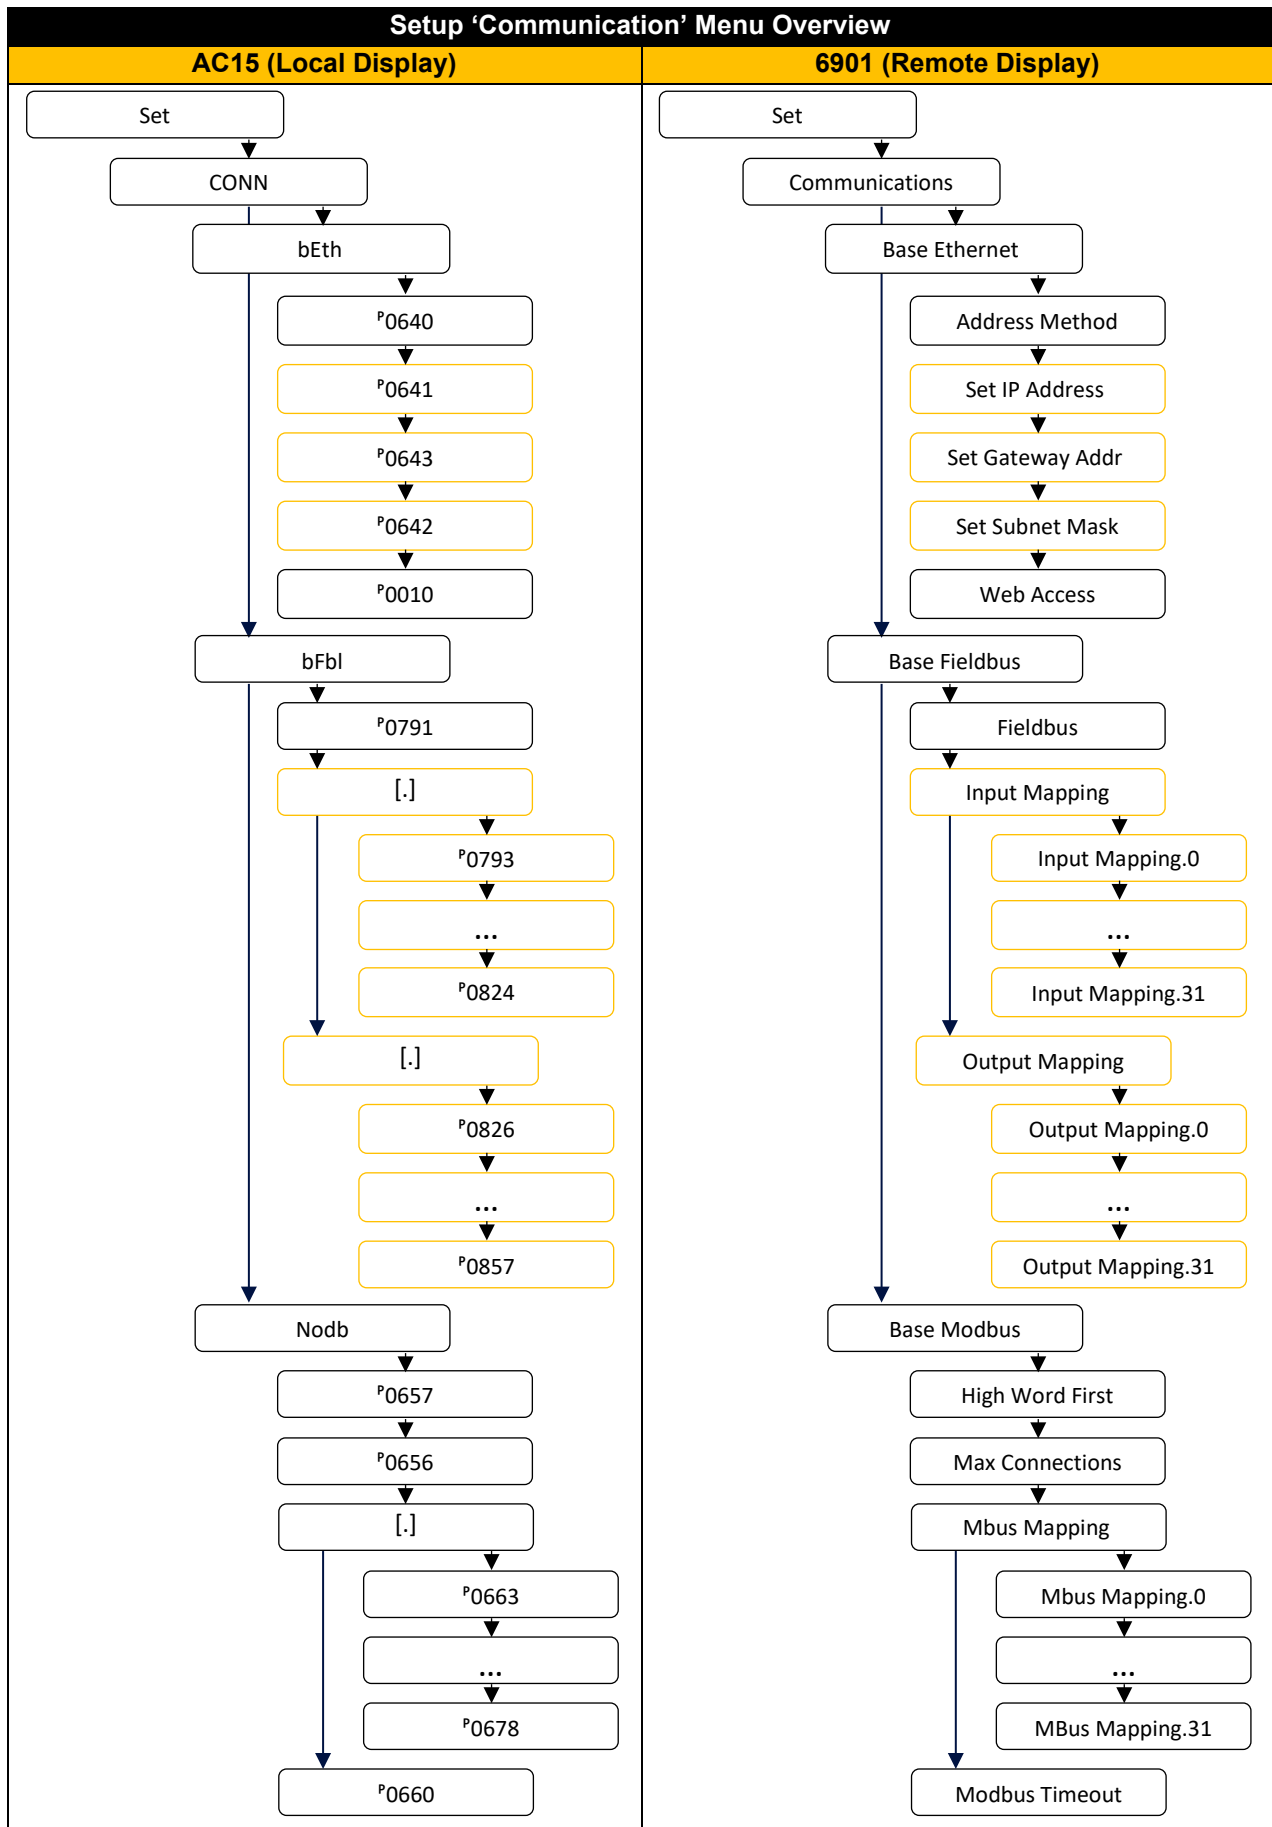 Setup ‘Communication’ Menu Overview
AC15 (Local Display)
Set
CONN
bEth
ᴾ0640
ᴾ0641
ᴾ0643
ᴾ0642
ᴾ0010
bFbl
ᴾ0791
[.]
ᴾ0793
...
ᴾ0824
[.]
ᴾ0826
...
ᴾ0857
Nodb
ᴾ0657
ᴾ0656
[.]
ᴾ0663
...
ᴾ0678
ᴾ0660
6901 (Remote Display)
Set
Communications
Base Ethernet
Address Method
Set IP Address
Set Gateway Addr
Set Subnet Mask
Web Access
Base Fieldbus
Fieldbus
Input Mapping
Input Mapping.0
...
Input Mapping.31
Output Mapping
Output Mapping.0
...
Output Mapping.31
Base Modbus
High Word First
Max Connections
Mbus Mapping
Mbus Mapping.0
...
MBus Mapping.31
Modbus Timeout